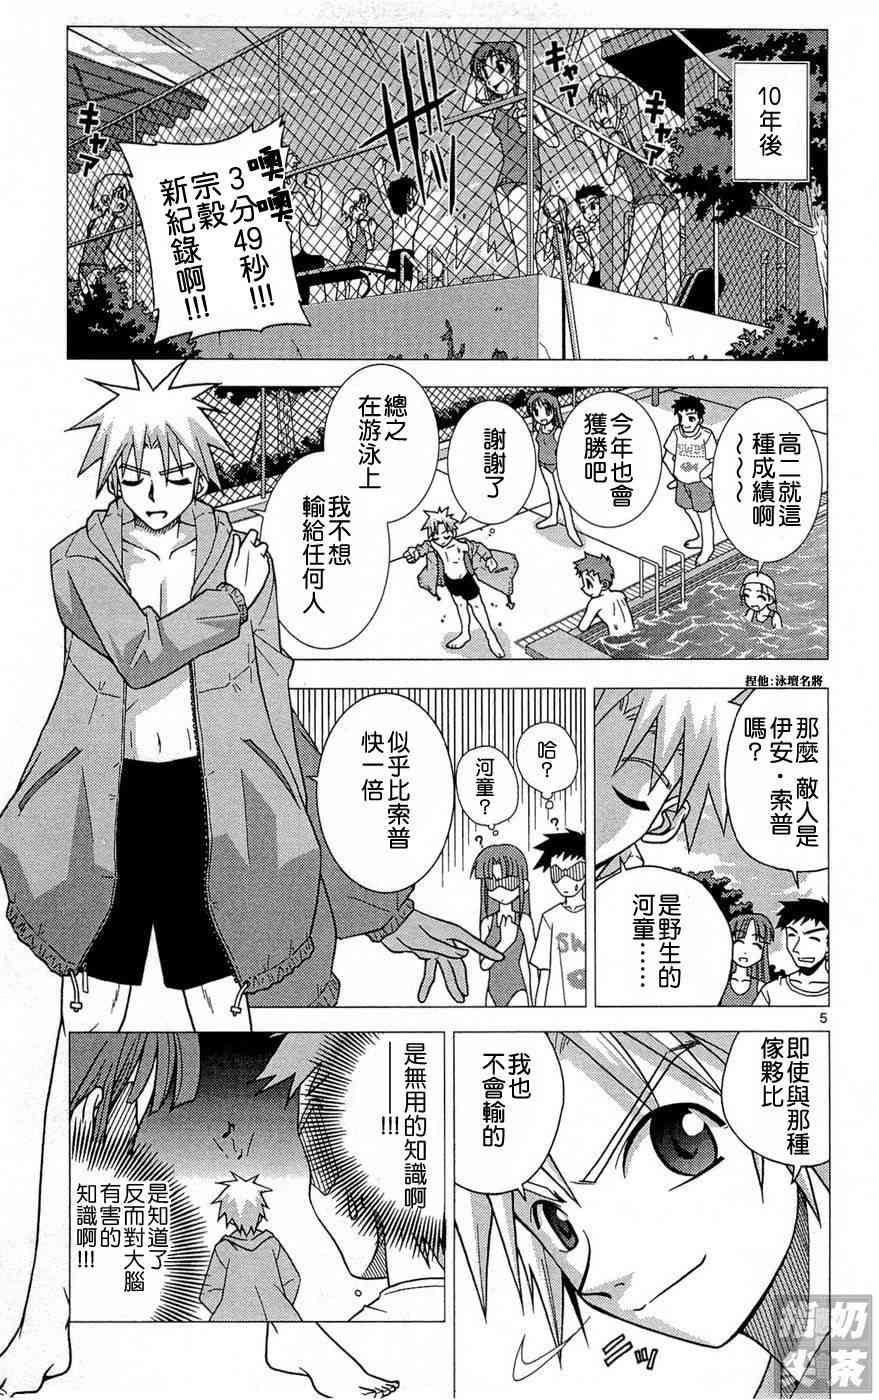 10年後
キャア
キャア
キャア
噢噢
3分49秒!!!
宗穀
新紀錄啊!!!
高二就這
種成績啊
~~~
今年也會
獲勝吧
謝謝了
總之
在游泳上
我不想
輸給任何人
捏他:泳壇名將
那麼 敵人是
伊安·索普
嗎?
是野生的
河童……
哈?
河童?
?
?
似乎比索普
快一倍
SW
5
即使與那種
傢夥比
我也
不會輸的
是無用的知識啊
——!!!
是知道了
反而對大腦
有害的
知識啊!!!
奶茶